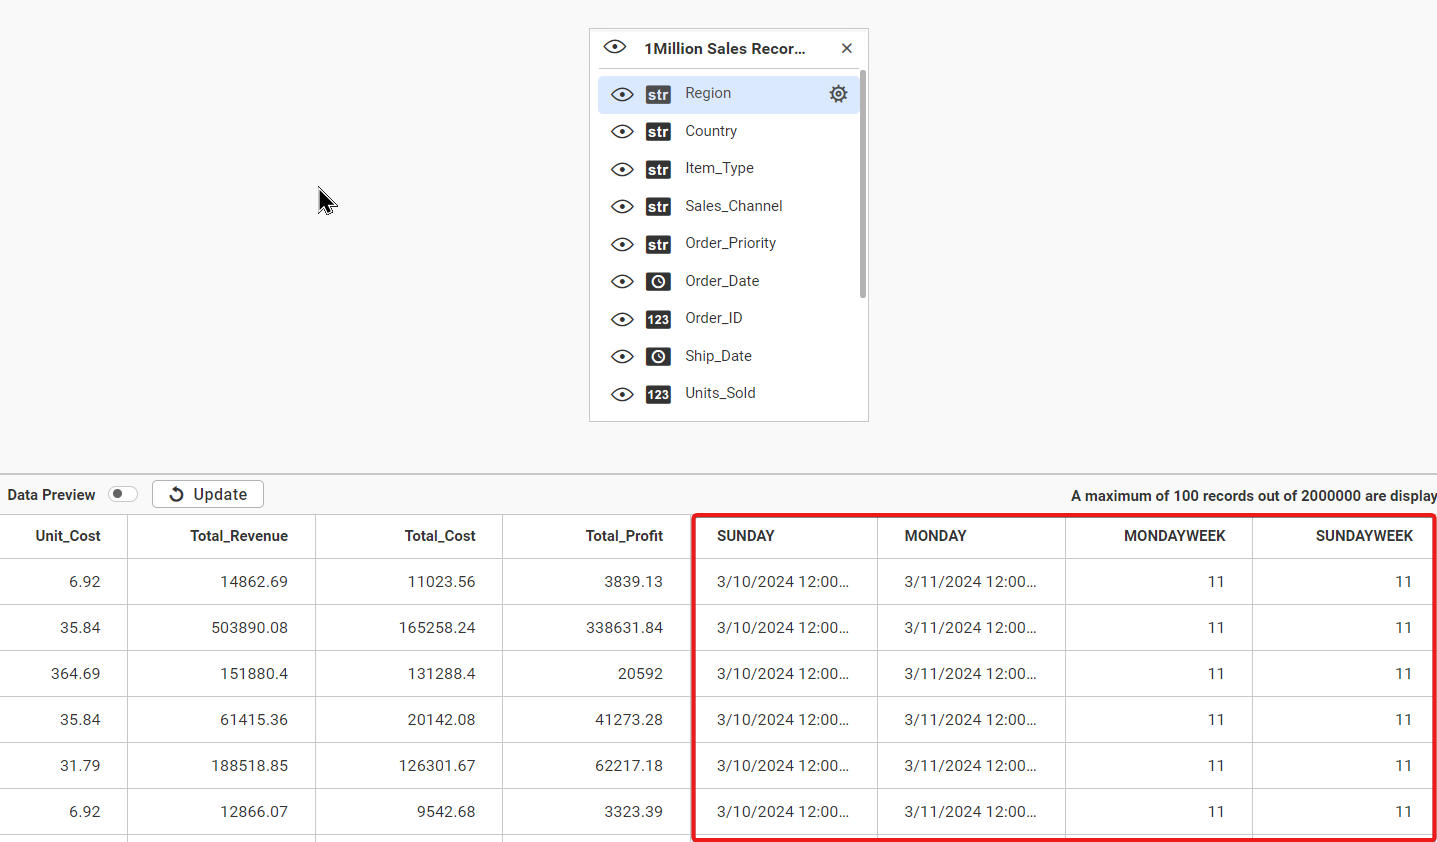 1Million Sales Recor...
str Region
str Country
str Item_Type
str Sales_Channel
str Order_Priority
Order_Date
123 Order_ID
Ship_Date
123 Units_Sold
Data Preview Update A maximum of 100 records out of 2000000 are display
Unit_Cost Total_Revenue Total_Cost Total_Profit SUNDAY MONDAY MONDAYWEEK SUNDAYWEEK
6.92 14862.69 11023.56 3839.13 3/10/2024 12:00... 3/11/2024 12:00... 11 11
35.84 503890.08 165258.24 338631.84 3/10/2024 12:00... 3/11/2024 12:00... 11 11
364.69 151880.4 131288.4 20592 3/10/2024 12:00... 3/11/2024 12:00... 11 11
35.84 61415.36 20142.08 41273.28 3/10/2024 12:00... 3/11/2024 12:00... 11 11
31.79 188518.85 126301.67 62217.18 3/10/2024 12:00... 3/11/2024 12:00... 11 11
6.92 12866.07 9542.68 3323.39 3/10/2024 12:00... 3/11/2024 12:00... 11 11